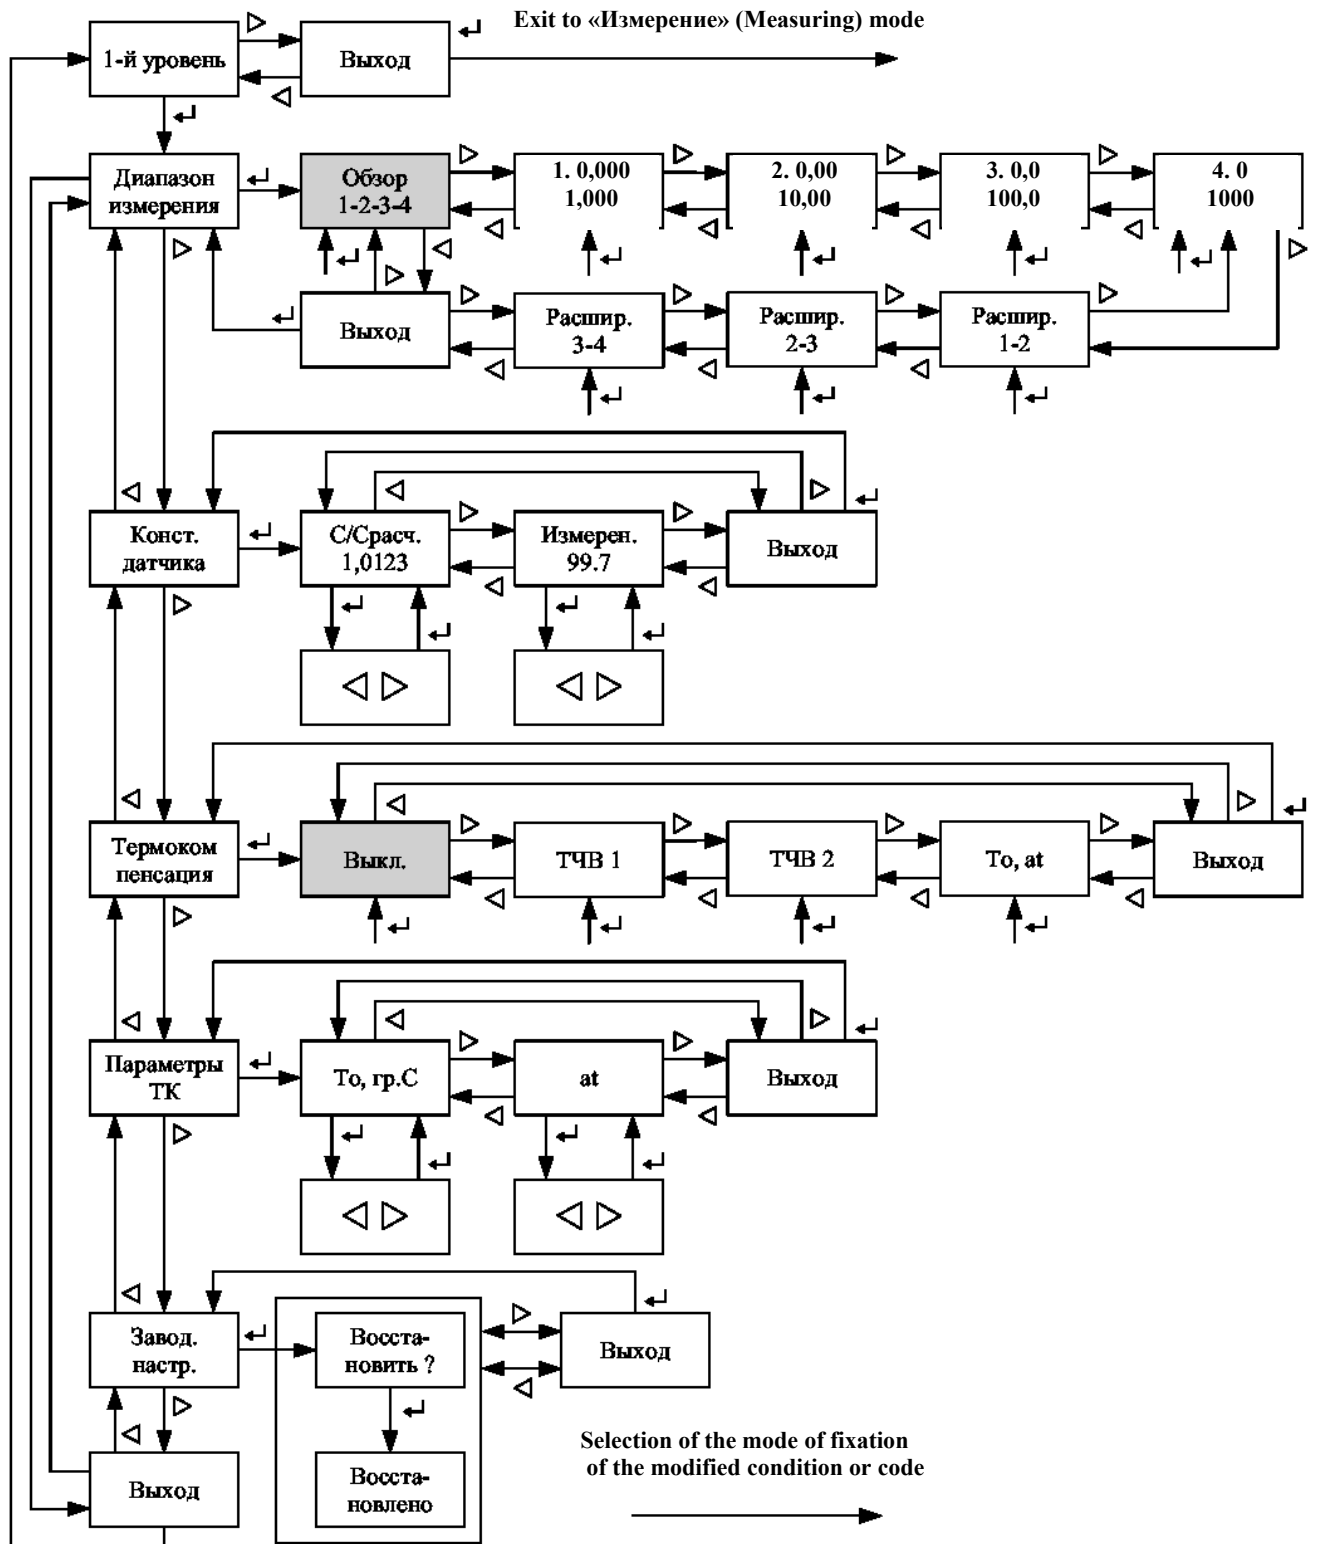 Exit to «Измерение» (Measuring) mode
1-й уровень
Выход
Диапазон
измерения
Обзор
1-2-3-4
1. 0,000
1,000
2. 0,00
10,00
3. 0,0
100,0
4. 0
1000
Выход
Расшир.
3-4
Расшир.
2-3
Расшир.
1-2
Конст.
датчика
С/Срасч.
1,0123
Измерен.
99.7
Выход
Термоком
пенсация
Выкл.
ТЧВ 1
ТЧВ 2
То, at
Выход
Параметры
ТК
То, гр.С
at
Выход
Завод.
настр.
Восста-
новить ?
Выход
Выход
Восста-
новлено
Selection of the mode of fixation
of the modified condition or code